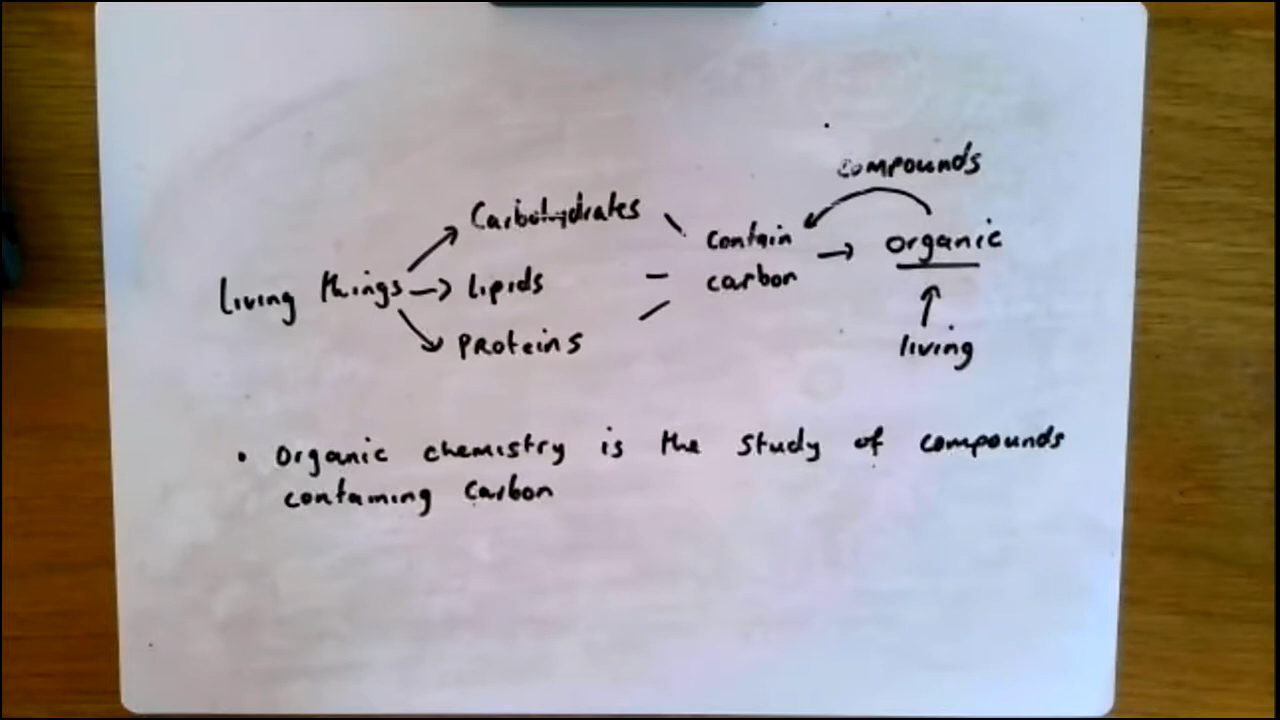 compounds
Carbohydrates
contain
carbon
organic
living things
lipids
proteins
living
• Organic chemistry is the study of compounds
containing carbon